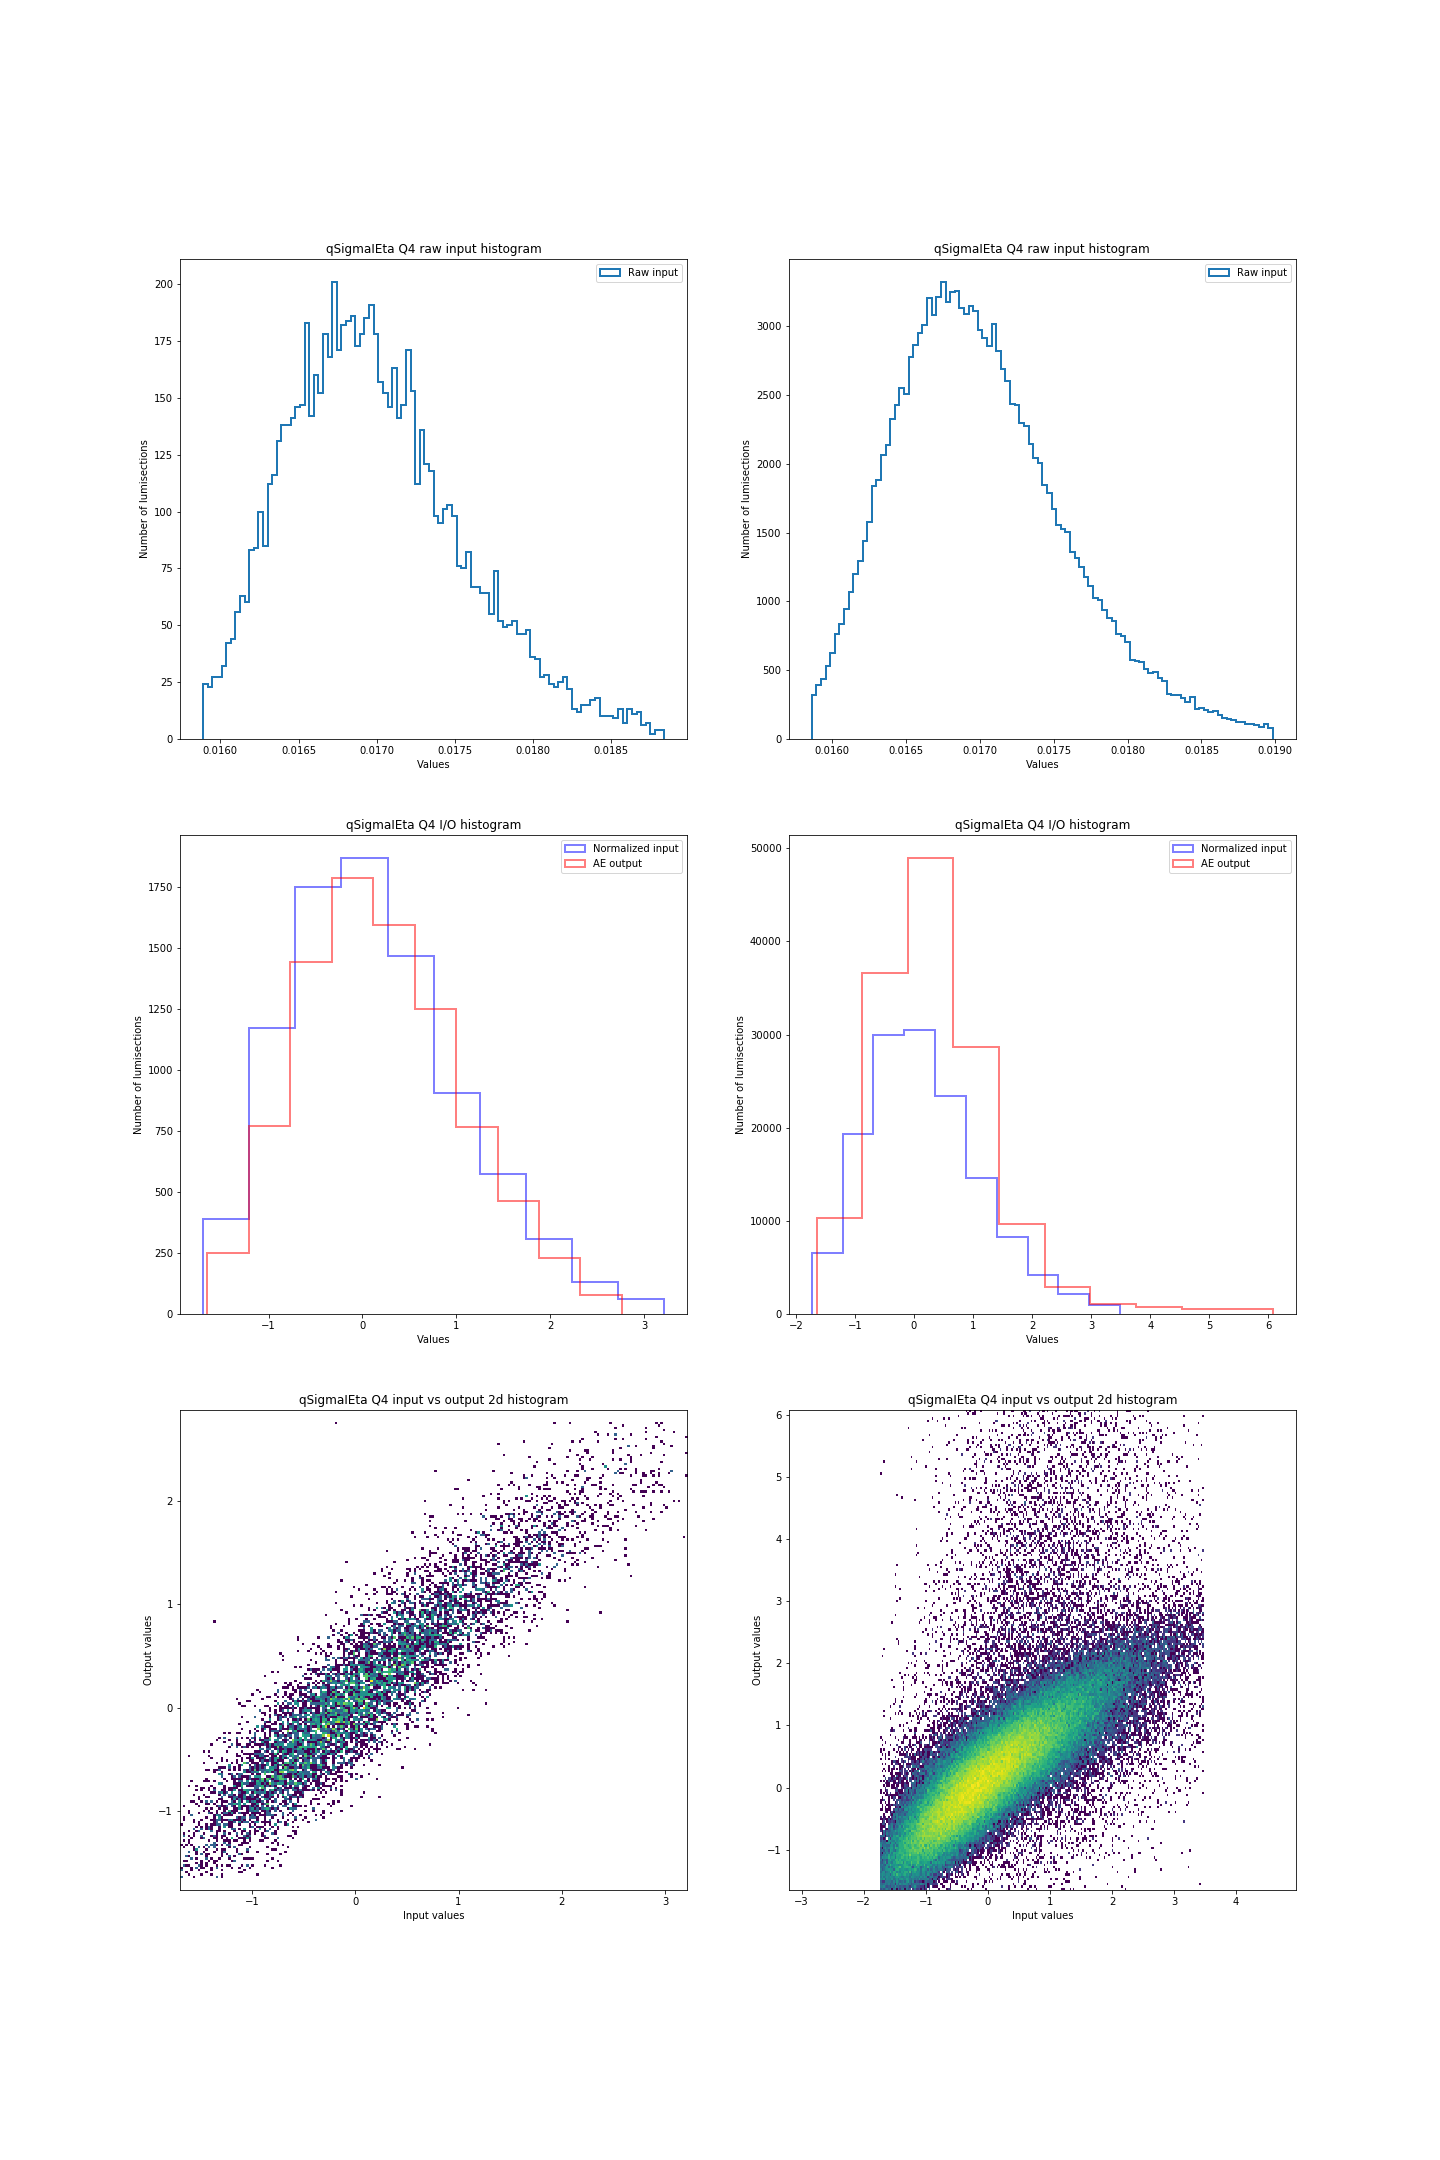 qSigmaIEta Q4 raw input histogram
Raw input
200
175
150
125
100
75
50
25
0
Number of lumisections
0.0160 0.0165 0.0170 0.0175 0.0180 0.0185
Values
qSigmaIEta Q4 raw input histogram
Raw input
3000
2500
2000
1500
1000
500
0
Number of lumisections
0.0160 0.0165 0.0170 0.0175 0.0180 0.0185 0.0190
Values
qSigmaIEta Q4 I/O histogram
Normalized input
AE output
1750
1500
1250
1000
750
500
250
0
Number of lumisections
−1 0 1 2 3
Values
qSigmaIEta Q4 I/O histogram
Normalized input
AE output
50000
40000
30000
20000
10000
0
Number of lumisections
−2 −1 0 1 2 3 4 5 6
Values
qSigmaIEta Q4 input vs output 2d histogram
2
1
0
−1
Output values
−1 0 1 2 3
Input values
qSigmaIEta Q4 input vs output 2d histogram
6
5
4
3
2
1
0
−1
Output values
−3 −2 −1 0 1 2 3 4
Input values